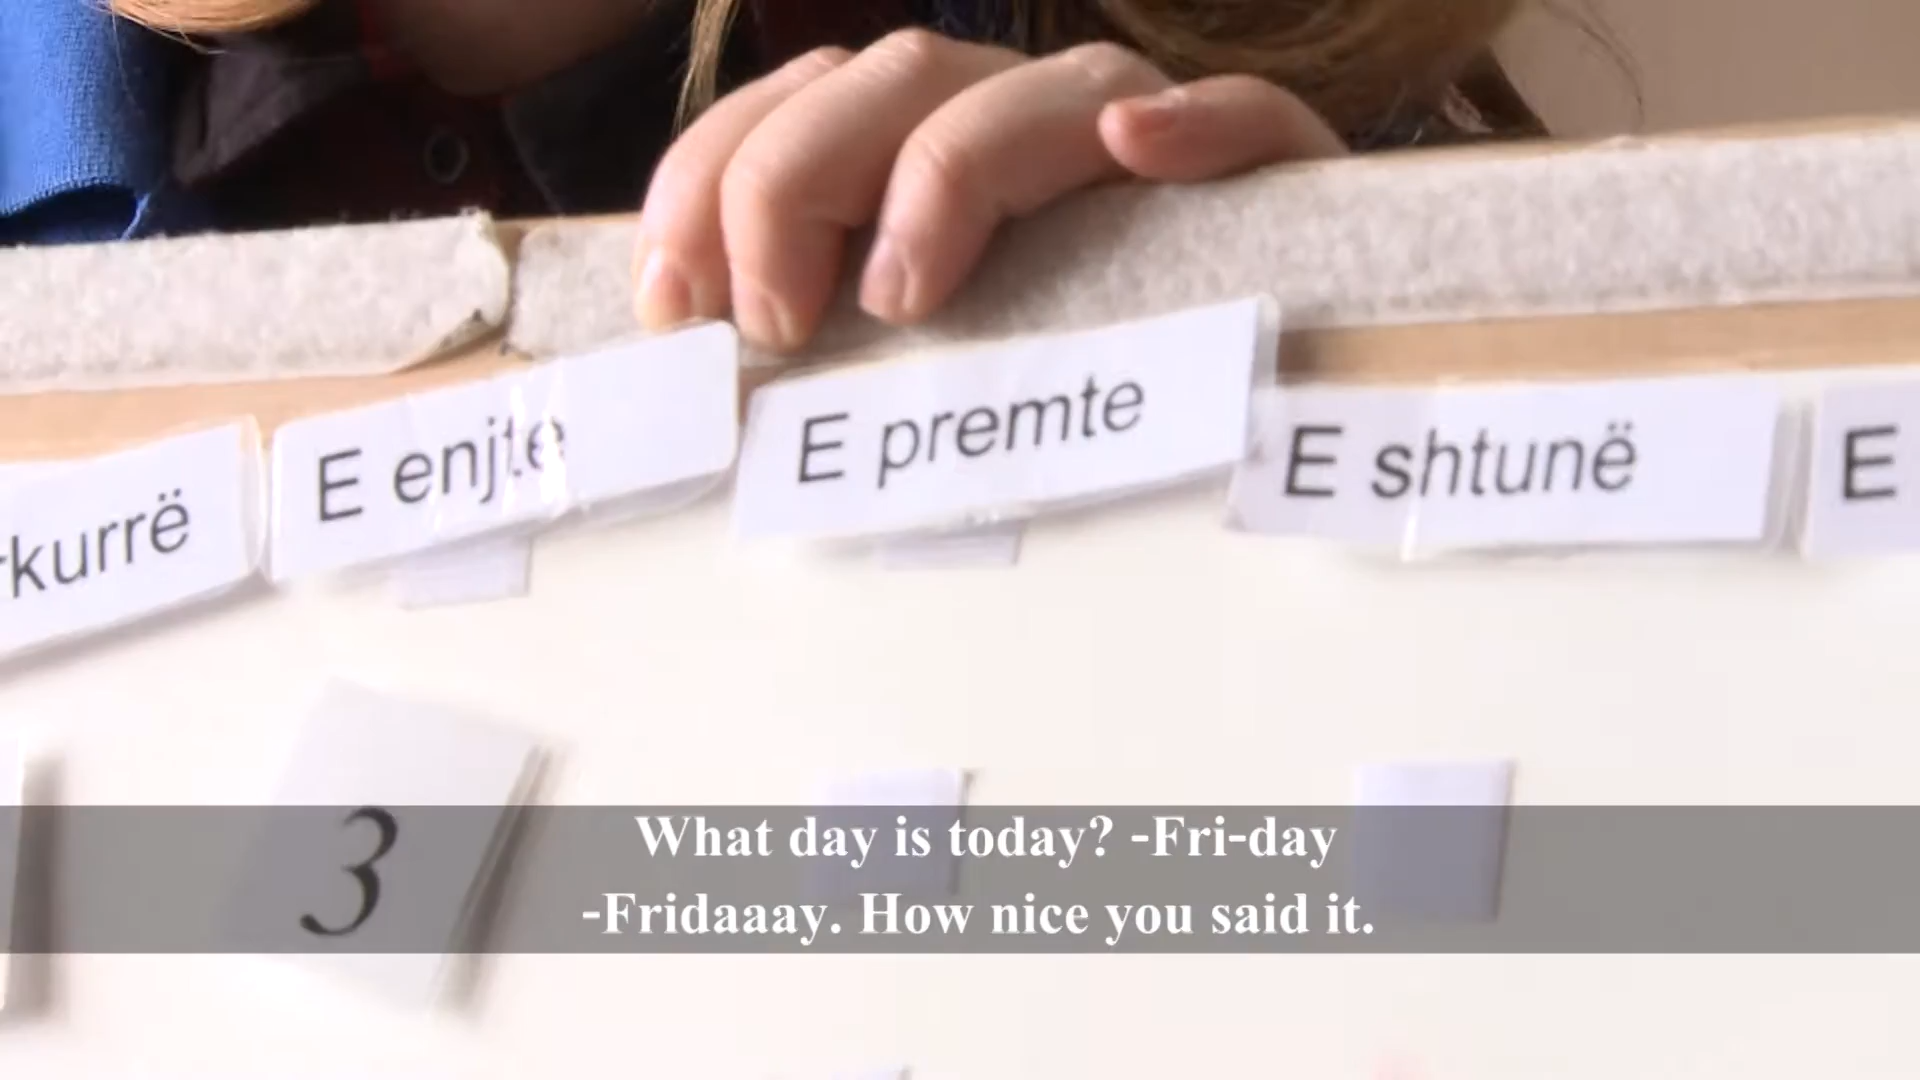 rkurrë
E enjte
E premte
E shtunë
E
3
What day is today? -Fri-day
-Fridaaay. How nice you said it.